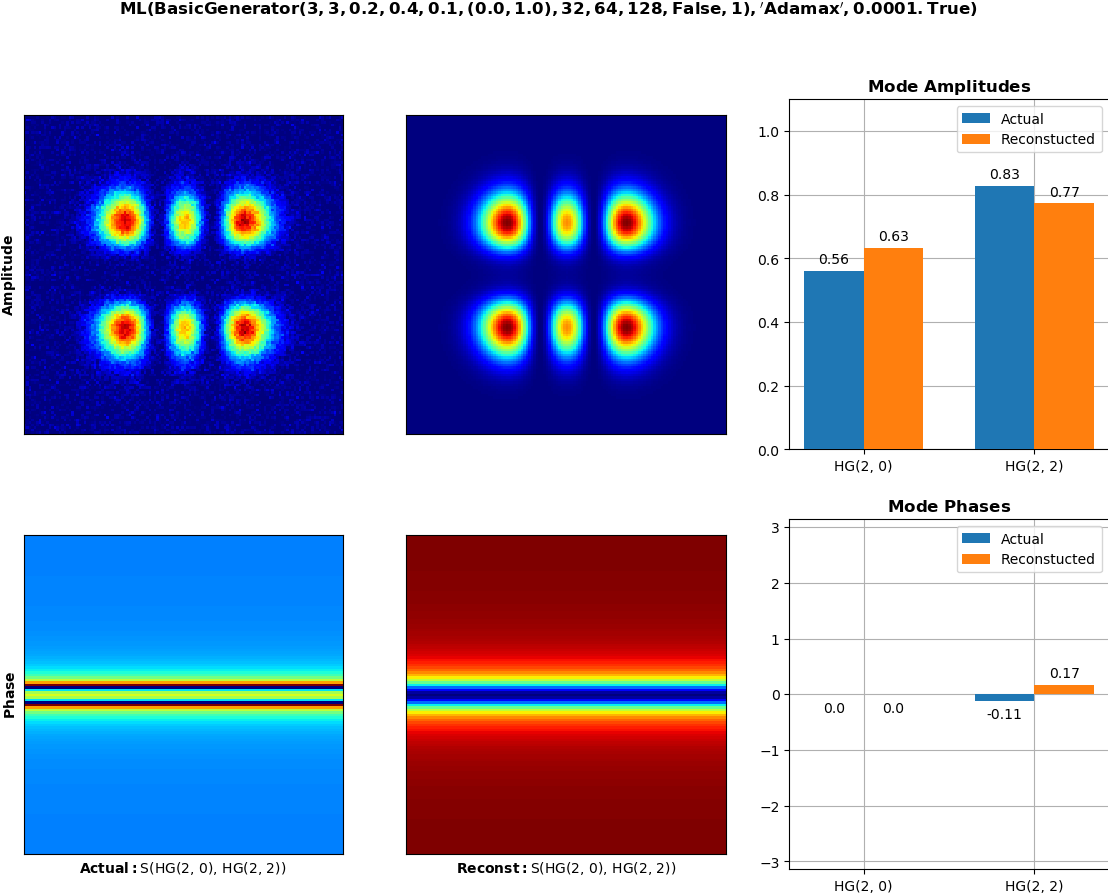 ML(BasicGenerator(3, 3, 0.2, 0.4, 0.1, (0.0, 1.0), 32, 64, 128, False, 1), ′Adamax′, 0.0001. True)
Mode Amplitudes
Actual
Reconstucted
1.0
0.8
0.6
0.4
0.2
0.0
0.56
0.63
0.83
0.77
HG(2, 0)
HG(2, 2)
Amplitude
Mode Phases
Actual
Reconstucted
3
2
1
0
−1
−2
−3
0.0
0.0
-0.11
0.17
HG(2, 0)
HG(2, 2)
Phase
Actual: S(HG(2, 0), HG(2, 2))
Reconst: S(HG(2, 0), HG(2, 2))